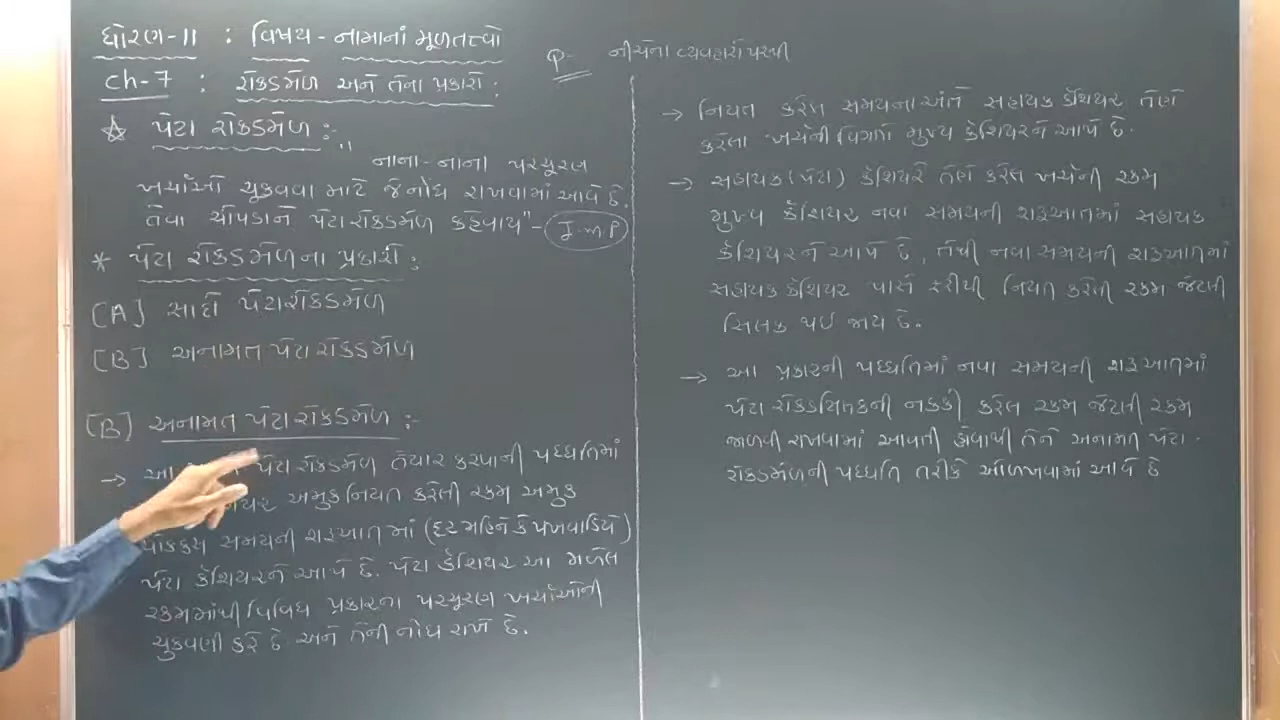 ધોરણ-11 : વિષય - નામાનાં મૂળતત્વો
Ch-7 : રોકડમેળ અને તેના પ્રકારો :
☆ પેટા રોકડમેળ :-
" નાના-નાના પરચૂરણ
ખર્ચાઓ ચૂકવવા માટે જે નોંધ રાખવામાં આવે છે.
તેવા ચોપડાને પેટા રોકડમેળ કહેવાય" - I.M.P
* પેટા રોકડમેળના પ્રકારો :
[A] સાદો પેટા રોકડમેળ
[B] અનામત પેટા રોકડમેળ
[B] અનામત પેટા રોકડમેળ :-
→ આ પેટા રોકડમેળ તૈયાર કરવાની પધ્ધતિમાં
અમુક નિયત કરેલી રકમ અમુક
ચોક્કસ સમયની શરૂઆતમાં (દર મહિને કે પખવાડિયે)
પેટા કેશિયરને આપે છે. પેટા કેશિયર આ મળેલ
રકમમાંથી વિવિધ પ્રકારના પરચૂરણ ખર્ચાઓની
ચુકવણી કરે છે અને તેની નોંધ રાખે છે.
P- નીચેના વ્યવહારો પરથી
→ નિયત કરેલ સમયના અંતે સહાયક કેશિયર તેણે
કરેલા ખર્ચની વિગતો મુખ્ય કેશિયરને આપે છે.
→ સહાયક (પેટા) કેશિયરે તેણે કરેલ ખર્ચની રકમ
મુખ્ય કેશિયર નવા સમયની શરૂઆતમાં સહાયક
કેશિયરને આપે છે, તેથી નવા સમયની શરૂઆતમાં
સહાયક કેશિયર પાસે ફરીથી નિયત કરેલી રકમ જેટલી
સિલક થઈ જાય છે.
→ આ પ્રકારની પધ્ધતિમાં નવા સમયની શરૂઆતમાં
પેટા રોકડસિલકની નક્કી કરેલ રકમ જેટલી રકમ
જાળવી રાખવામાં આવતી હોવાથી તેને અનામત પેટા
રોકડમેળની પધ્ધતિ તરીકે ઓળખવામાં આવે છે